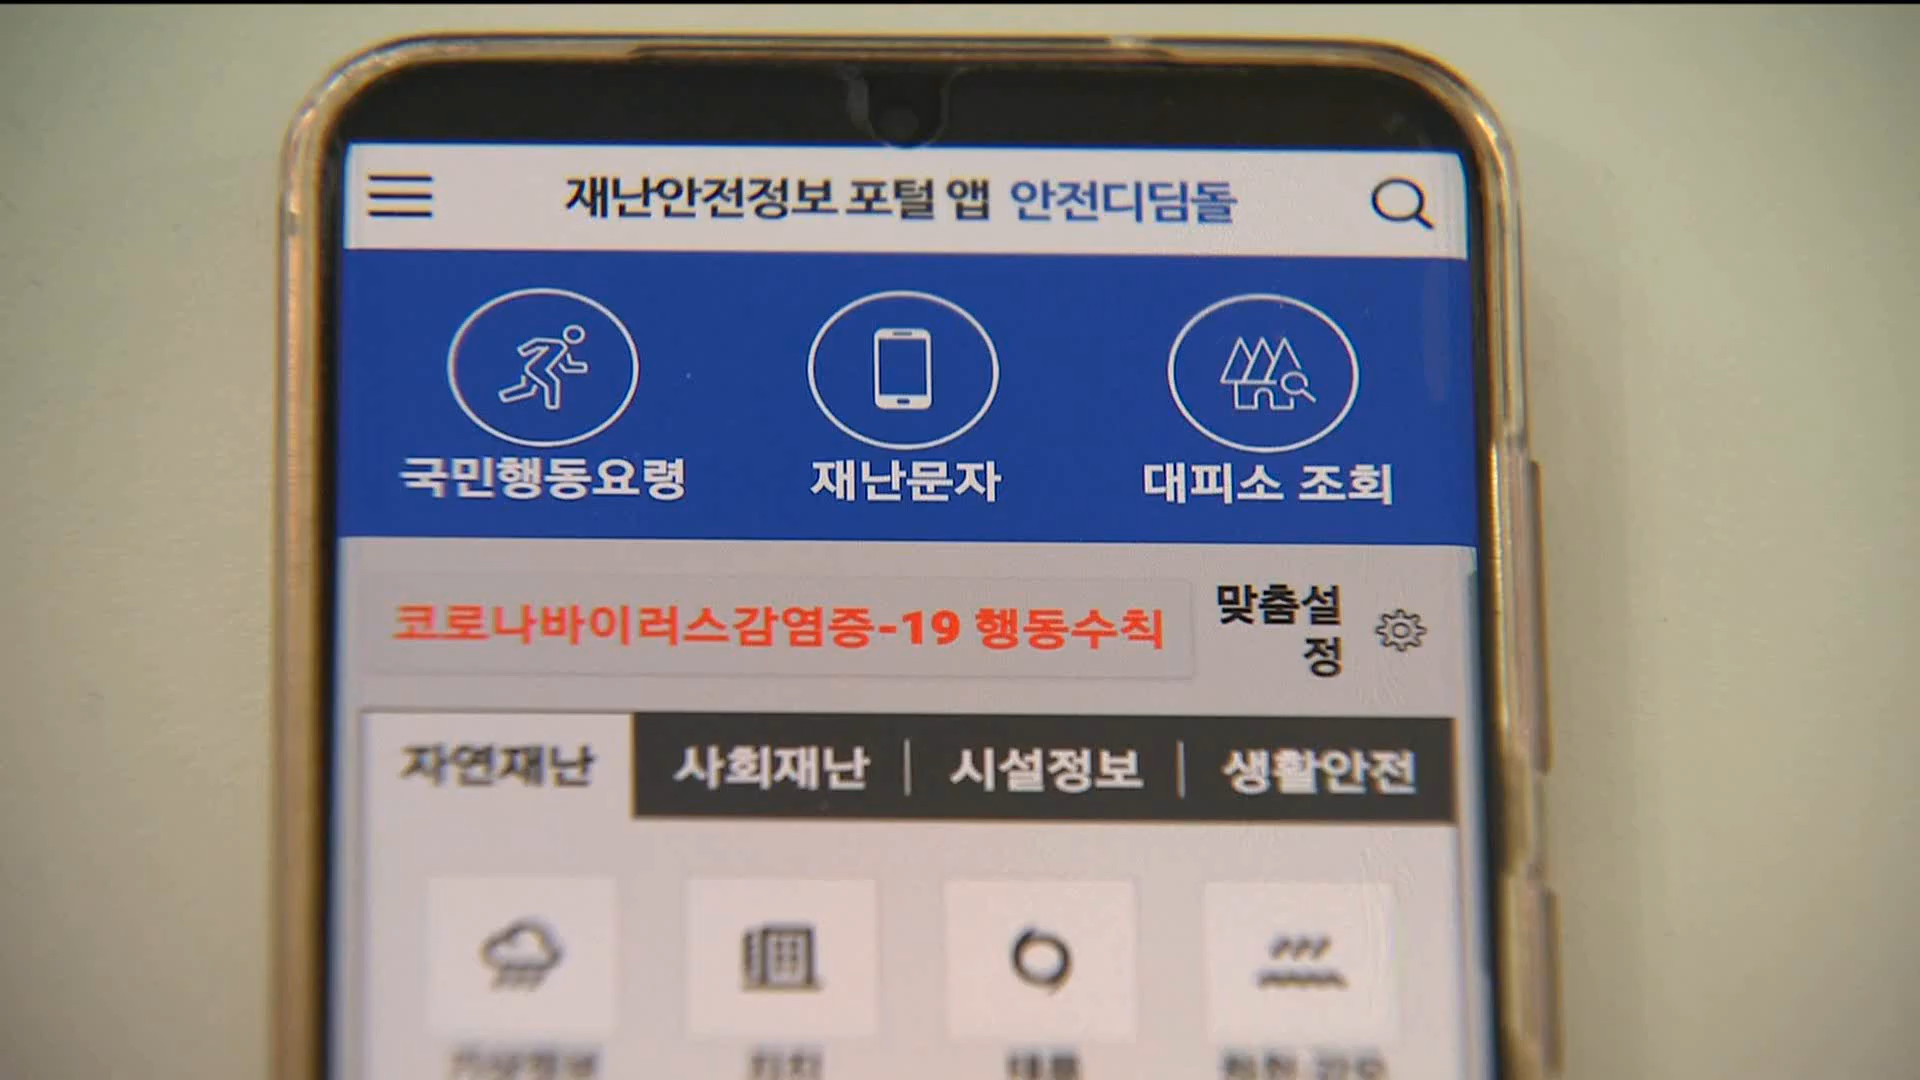 재난안전정보 포털 앱 안전디딤돌
국민행동요령
재난문자
대피소 조회
코로나바이러스감염증-19 행동수칙
맞춤설
정
자연재난
사회재난
시설정보
생활안전
태풍